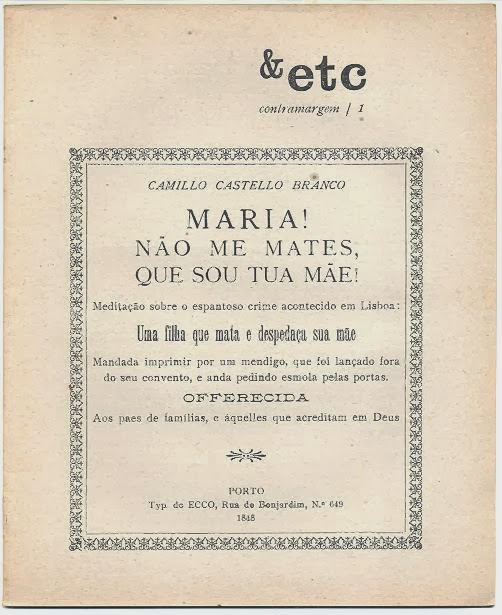 & etc
contramargem / 1
CAMILLO CASTELLO BRANCO
MARIA!
NÃO ME MATES,
QUE SOU TUA MÃE!
Meditação sobre o espantoso crime acontecido em Lisboa:
Uma filha que mata e despedaça sua mãe
Mandada imprimir por um mendigo, que foi lançado fora
do seu convento, e anda pedindo esmola pelas portas.
OFFERECIDA
Aos paes de familias, e áquelles que acreditam em Deus
PORTO
Typ. do ECCO, Rua de Bonjardim, N.º 649
1848